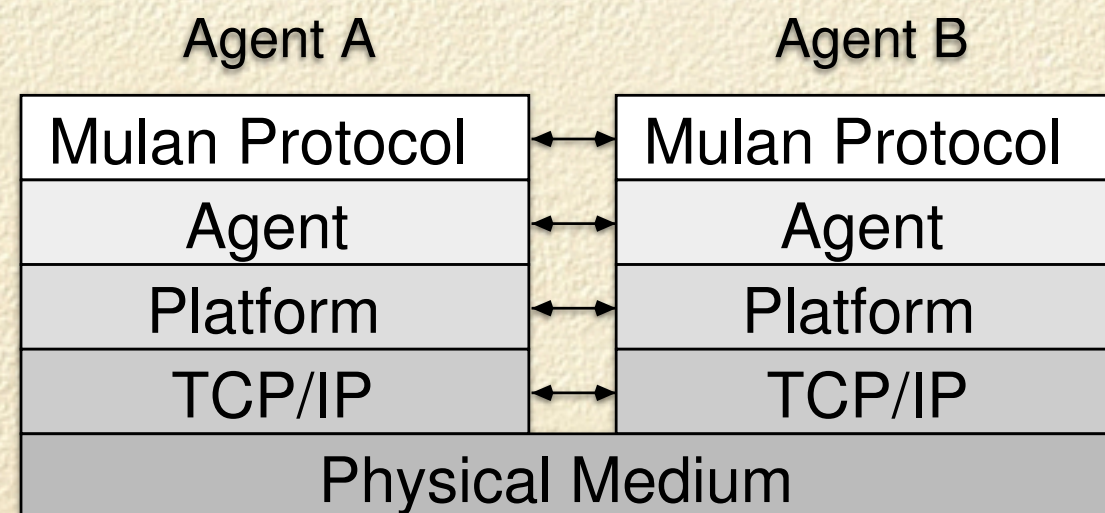 Agent A
Agent B
Mulan Protocol
Mulan Protocol
Agent
Agent
Platform
Platform
TCP/IP
TCP/IP
Physical Medium